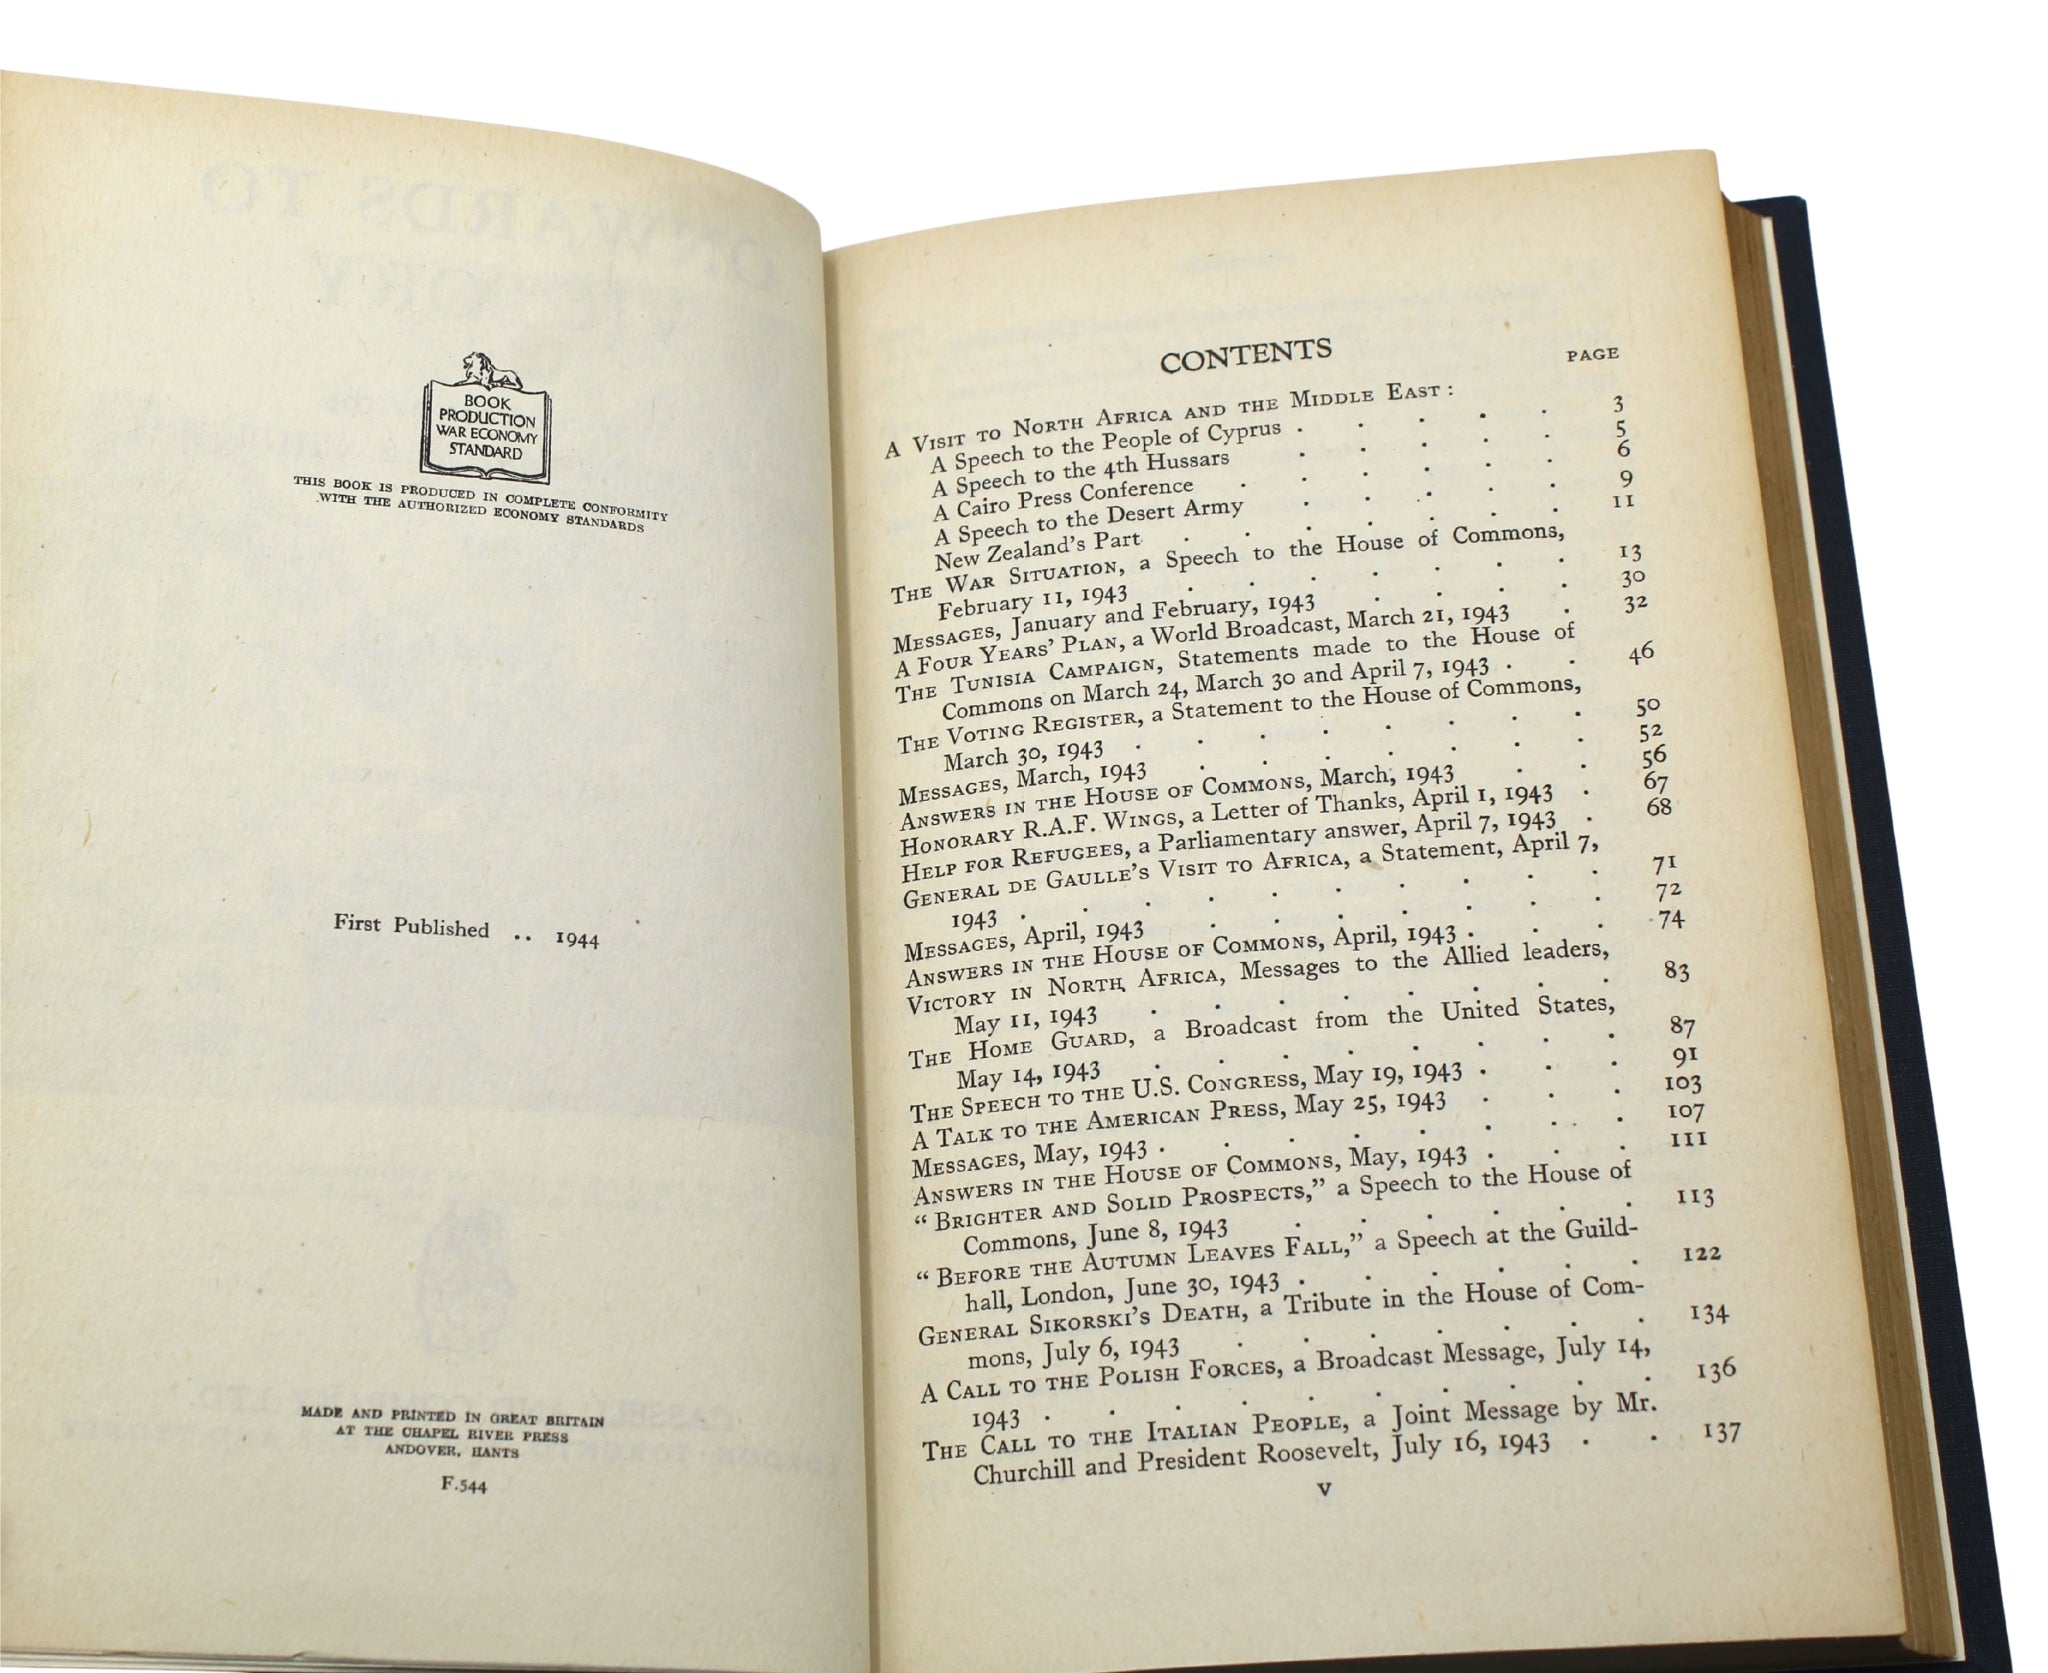 BOOK
PRODUCTION
WAR ECONOMY
STANDARD
THIS BOOK IS PRODUCED IN COMPLETE CONFORMITY
WITH THE AUTHORIZED ECONOMY STANDARDS
First Published .. 1944
MADE AND PRINTED IN GREAT BRITAIN
AT THE CHAPEL RIVER PRESS
ANDOVER, HANTS
F.544
CONTENTS
PAGE
A VISIT TO NORTH AFRICA AND THE MIDDLE EAST :
A Speech to the People of Cyprus . . . . . 3
A Speech to the 4th Hussars . . . . . 5
A Cairo Press Conference . . . . . 6
A Speech to the Desert Army . . . . . 9
New Zealand's Part . . . . . . . 11
THE WAR SITUATION, a Speech to the House of Commons,
February 11, 1943 . . . . . . . 13
MESSAGES, January and February, 1943 . . . . 30
A FOUR YEARS' PLAN, a World Broadcast, March 21, 1943 . 32
THE TUNISIA CAMPAIGN, Statements made to the House of
Commons on March 24, March 30 and April 7, 1943 . . 46
THE VOTING REGISTER, a Statement to the House of Commons,
March 30, 1943 . . . . . . . . 50
MESSAGES, March, 1943 . . . . . . . 52
ANSWERS IN THE HOUSE OF COMMONS, March, 1943 . . 56
HONORARY R.A.F. WINGS, a Letter of Thanks, April 1, 1943 . 67
HELP FOR REFUGEES, a Parliamentary answer, April 7, 1943 . 68
GENERAL DE GAULLE'S VISIT TO AFRICA, a Statement, April 7,
1943 . . . . . . . . . . 71
MESSAGES, April, 1943 . . . . . . . 72
ANSWERS IN THE HOUSE OF COMMONS, April, 1943 . . . 74
VICTORY IN NORTH AFRICA, Messages to the Allied leaders,
May 11, 1943 . . . . . . . . 83
THE HOME GUARD, a Broadcast from the United States,
May 14, 1943 . . . . . . . . 87
THE SPEECH TO THE U.S. CONGRESS, May 19, 1943 . . . 91
A TALK TO THE AMERICAN PRESS, May 25, 1943 . . . 103
MESSAGES, May, 1943 . . . . . . . . 107
ANSWERS IN THE HOUSE OF COMMONS, May, 1943 . . . 111
“ BRIGHTER AND SOLID PROSPECTS,” a Speech to the House of
Commons, June 8, 1943 . . . . . . 113
“ BEFORE THE AUTUMN LEAVES FALL,” a Speech at the Guild-
hall, London, June 30, 1943 . . . . . . 122
GENERAL SIKORSKI'S DEATH, a Tribute in the House of Com-
mons, July 6, 1943 . . . . . . . 134
A CALL TO THE POLISH FORCES, a Broadcast Message, July 14,
1943 . . . . . . . . . . 136
THE CALL TO THE ITALIAN PEOPLE, a Joint Message by Mr.
Churchill and President Roosevelt, July 16, 1943 . . 137
v